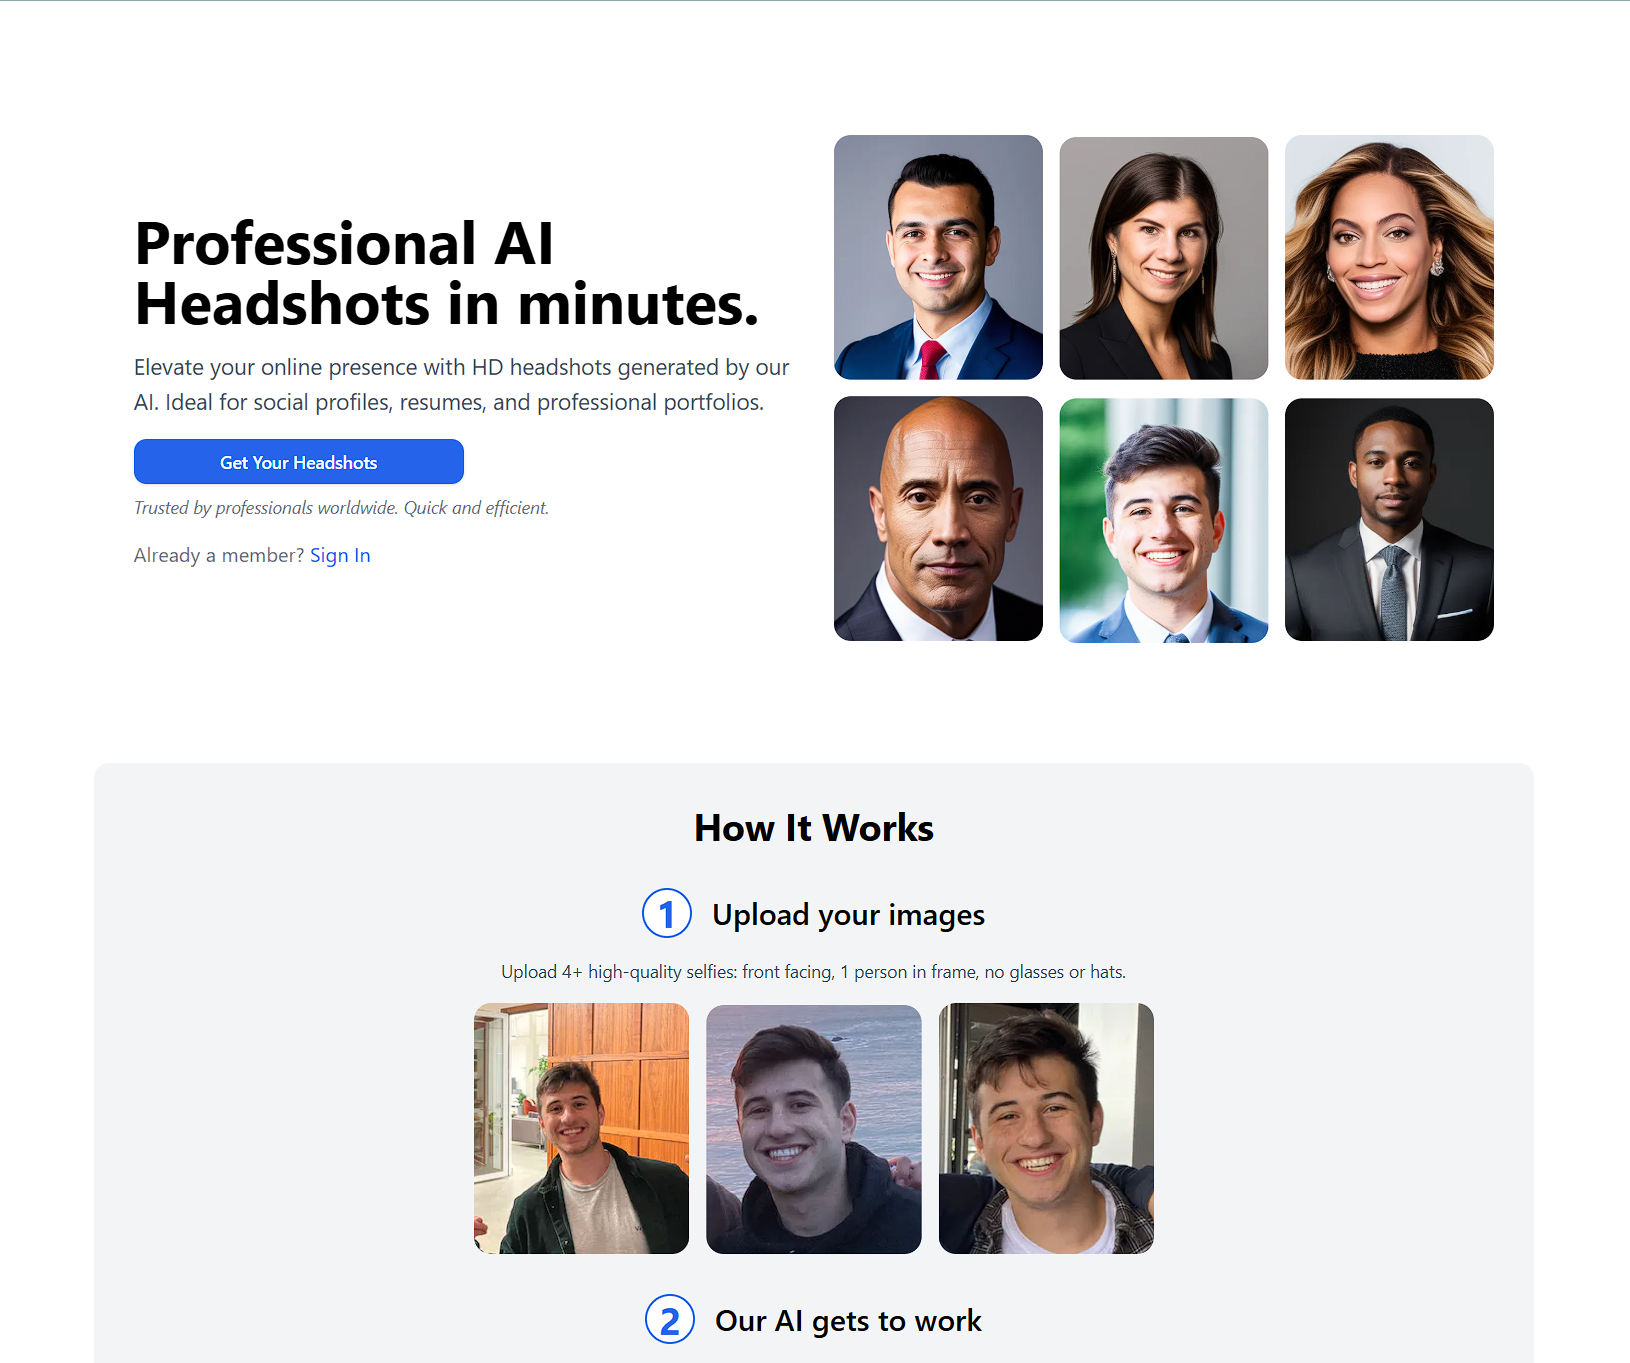 Professional AI
Headshots in minutes.
Elevate your online presence with HD headshots generated by our
AI. Ideal for social profiles, resumes, and professional portfolios.
Get Your Headshots
Trusted by professionals worldwide. Quick and efficient.
Already a member? Sign In
How It Works
1 Upload your images
Upload 4+ high-quality selfies: front facing, 1 person in frame, no glasses or hats.
2 Our AI gets to work